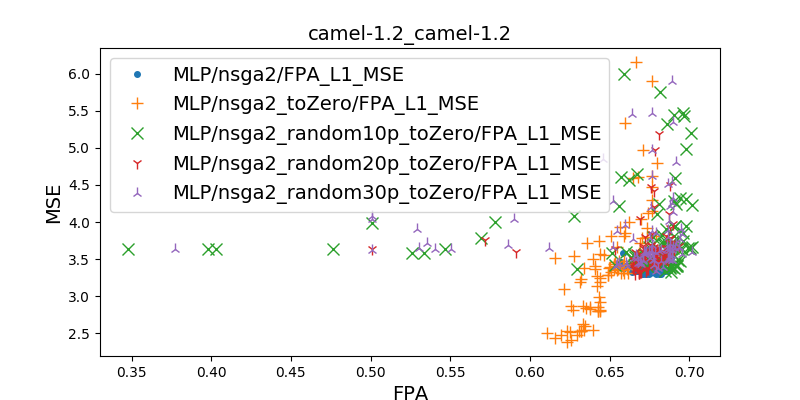 camel-1.2_camel-1.2
MLP/nsga2/FPA_L1_MSE
MLP/nsga2_toZero/FPA_L1_MSE
MLP/nsga2_random10p_toZero/FPA_L1_MSE
MLP/nsga2_random20p_toZero/FPA_L1_MSE
MLP/nsga2_random30p_toZero/FPA_L1_MSE
MSE
6.0
5.5
5.0
4.5
4.0
3.5
3.0
2.5
0.35 0.40 0.45 0.50 0.55 0.60 0.65 0.70
FPA